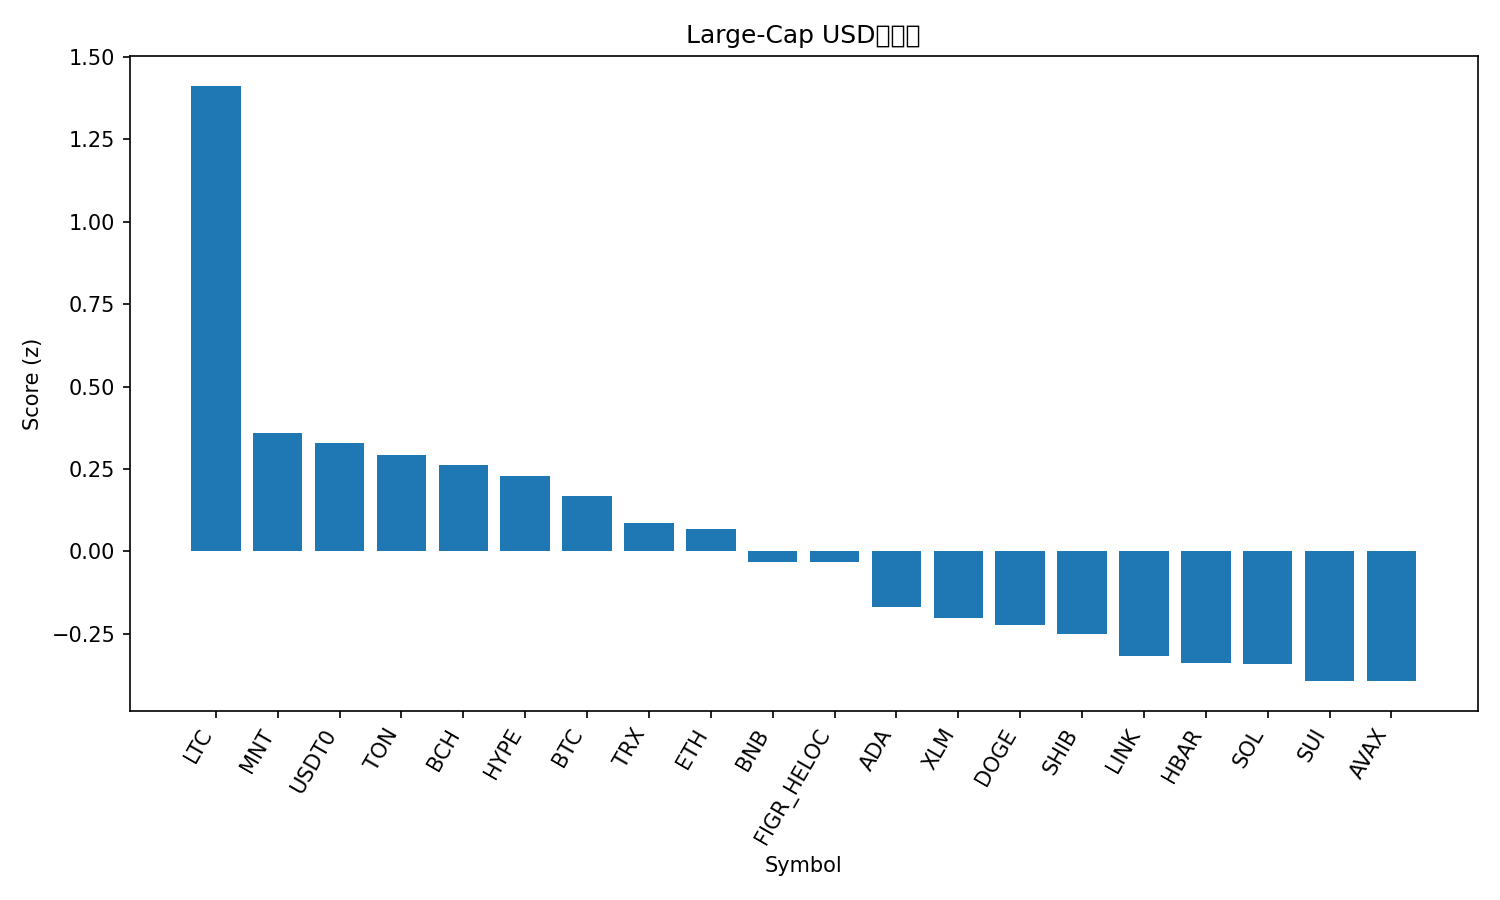 Large-Cap USD
1.50
1.25
1.00
0.75
0.50
0.25
0.00
−0.25
Score (z)
LTC
MNT
USDT0
TON
BCH
HYPE
BTC
TRX
ETH
BNB
FIGR_HELOC
ADA
XLM
DOGE
SHIB
LINK
HBAR
SOL
SUI
AVAX
Symbol